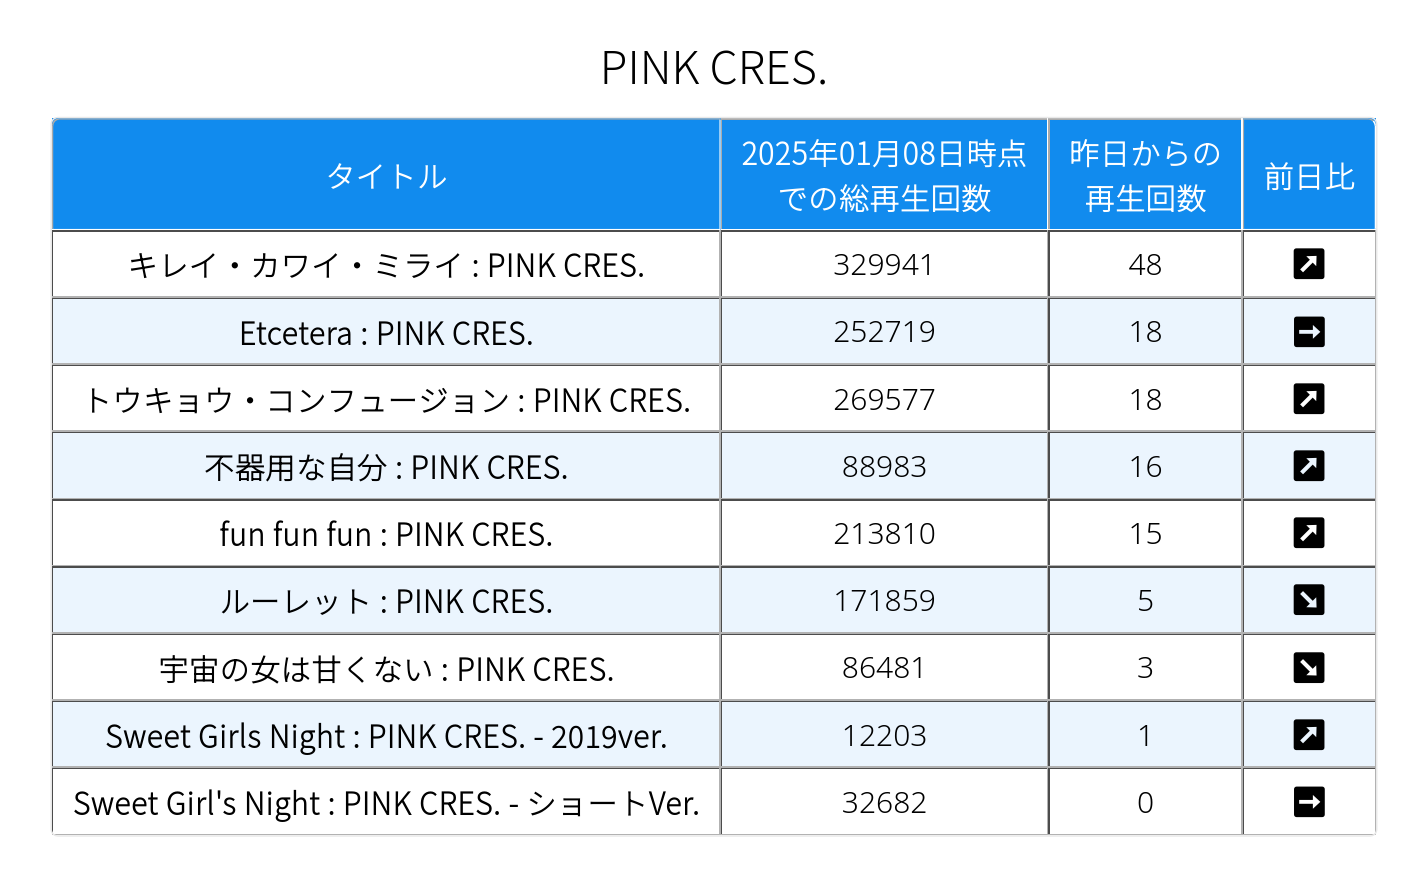 PINK CRES.
タイトル
2025年01月08日時点
での総再生回数
昨日からの
再生回数
前日比
キレイ・カワイ・ミライ : PINK CRES. 329941 48 ↗
Etcetera : PINK CRES. 252719 18 →
トウキョウ・コンフュージョン : PINK CRES. 269577 18 ↗
不器用な自分 : PINK CRES. 88983 16 ↗
fun fun fun : PINK CRES. 213810 15 ↗
ルーレット : PINK CRES. 171859 5 ↘
宇宙の女は甘くない : PINK CRES. 86481 3 ↘
Sweet Girls Night : PINK CRES. - 2019ver. 12203 1 ↗
Sweet Girl's Night : PINK CRES. - ショートVer. 32682 0 →